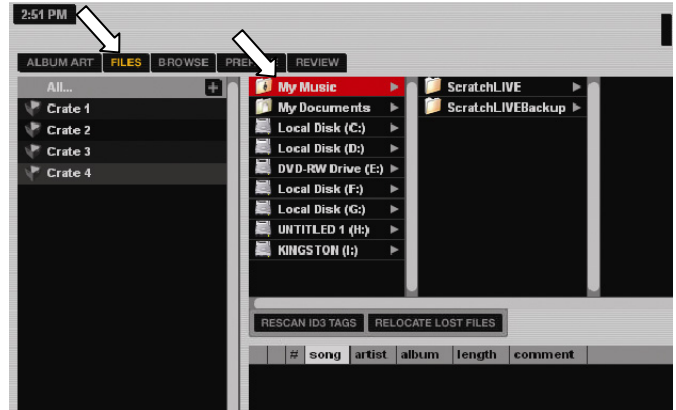 2:51 PM
ALBUM ART FILES BROWSE REVIEW
All... +
Crate 1
Crate 2
Crate 3
Crate 4
My Music
My Documents
Local Disk (C:)
Local Disk (D:)
DVD-RW Drive (E:)
Local Disk (F:)
Local Disk (G:)
UNTITLED 1 (H:)
KINGSTON (I:)
ScratchLIVE
ScratchLIVEBackup
RESCAN ID3 TAGS RELOCATE LOST FILES
# song artist album length comment